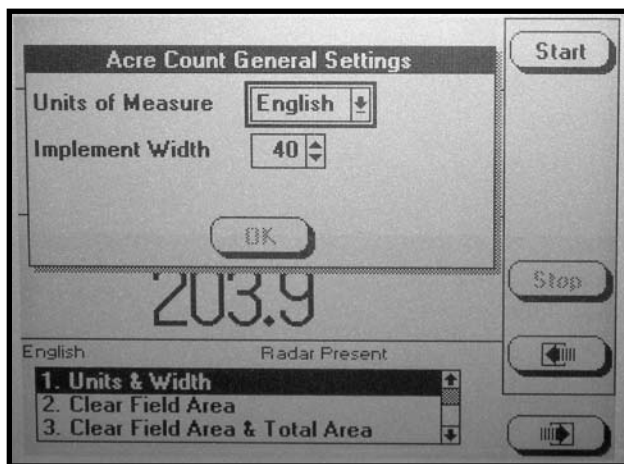 Acre Count General Settings
Start
Units of Measure English
Implement Width 40
OK
Stop
203.9
English Radar Present
1. Units & Width
2. Clear Field Area
3. Clear Field Area & Total Area